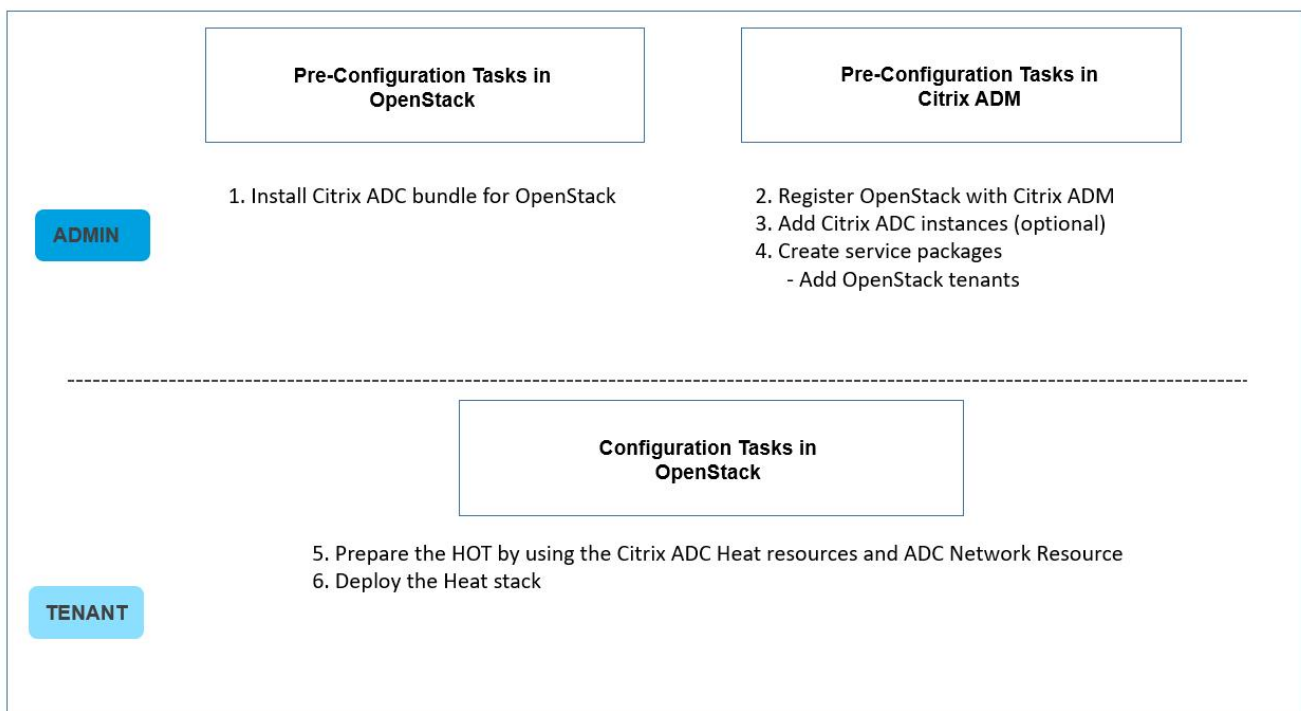 Pre-Configuration Tasks in
OpenStack
Pre-Configuration Tasks in
Citrix ADM
ADMIN
1. Install Citrix ADC bundle for OpenStack
2. Register OpenStack with Citrix ADM
3. Add Citrix ADC instances (optional)
4. Create service packages
- Add OpenStack tenants
Configuration Tasks in
OpenStack
5. Prepare the HOT by using the Citrix ADC Heat resources and ADC Network Resource
6. Deploy the Heat stack
TENANT